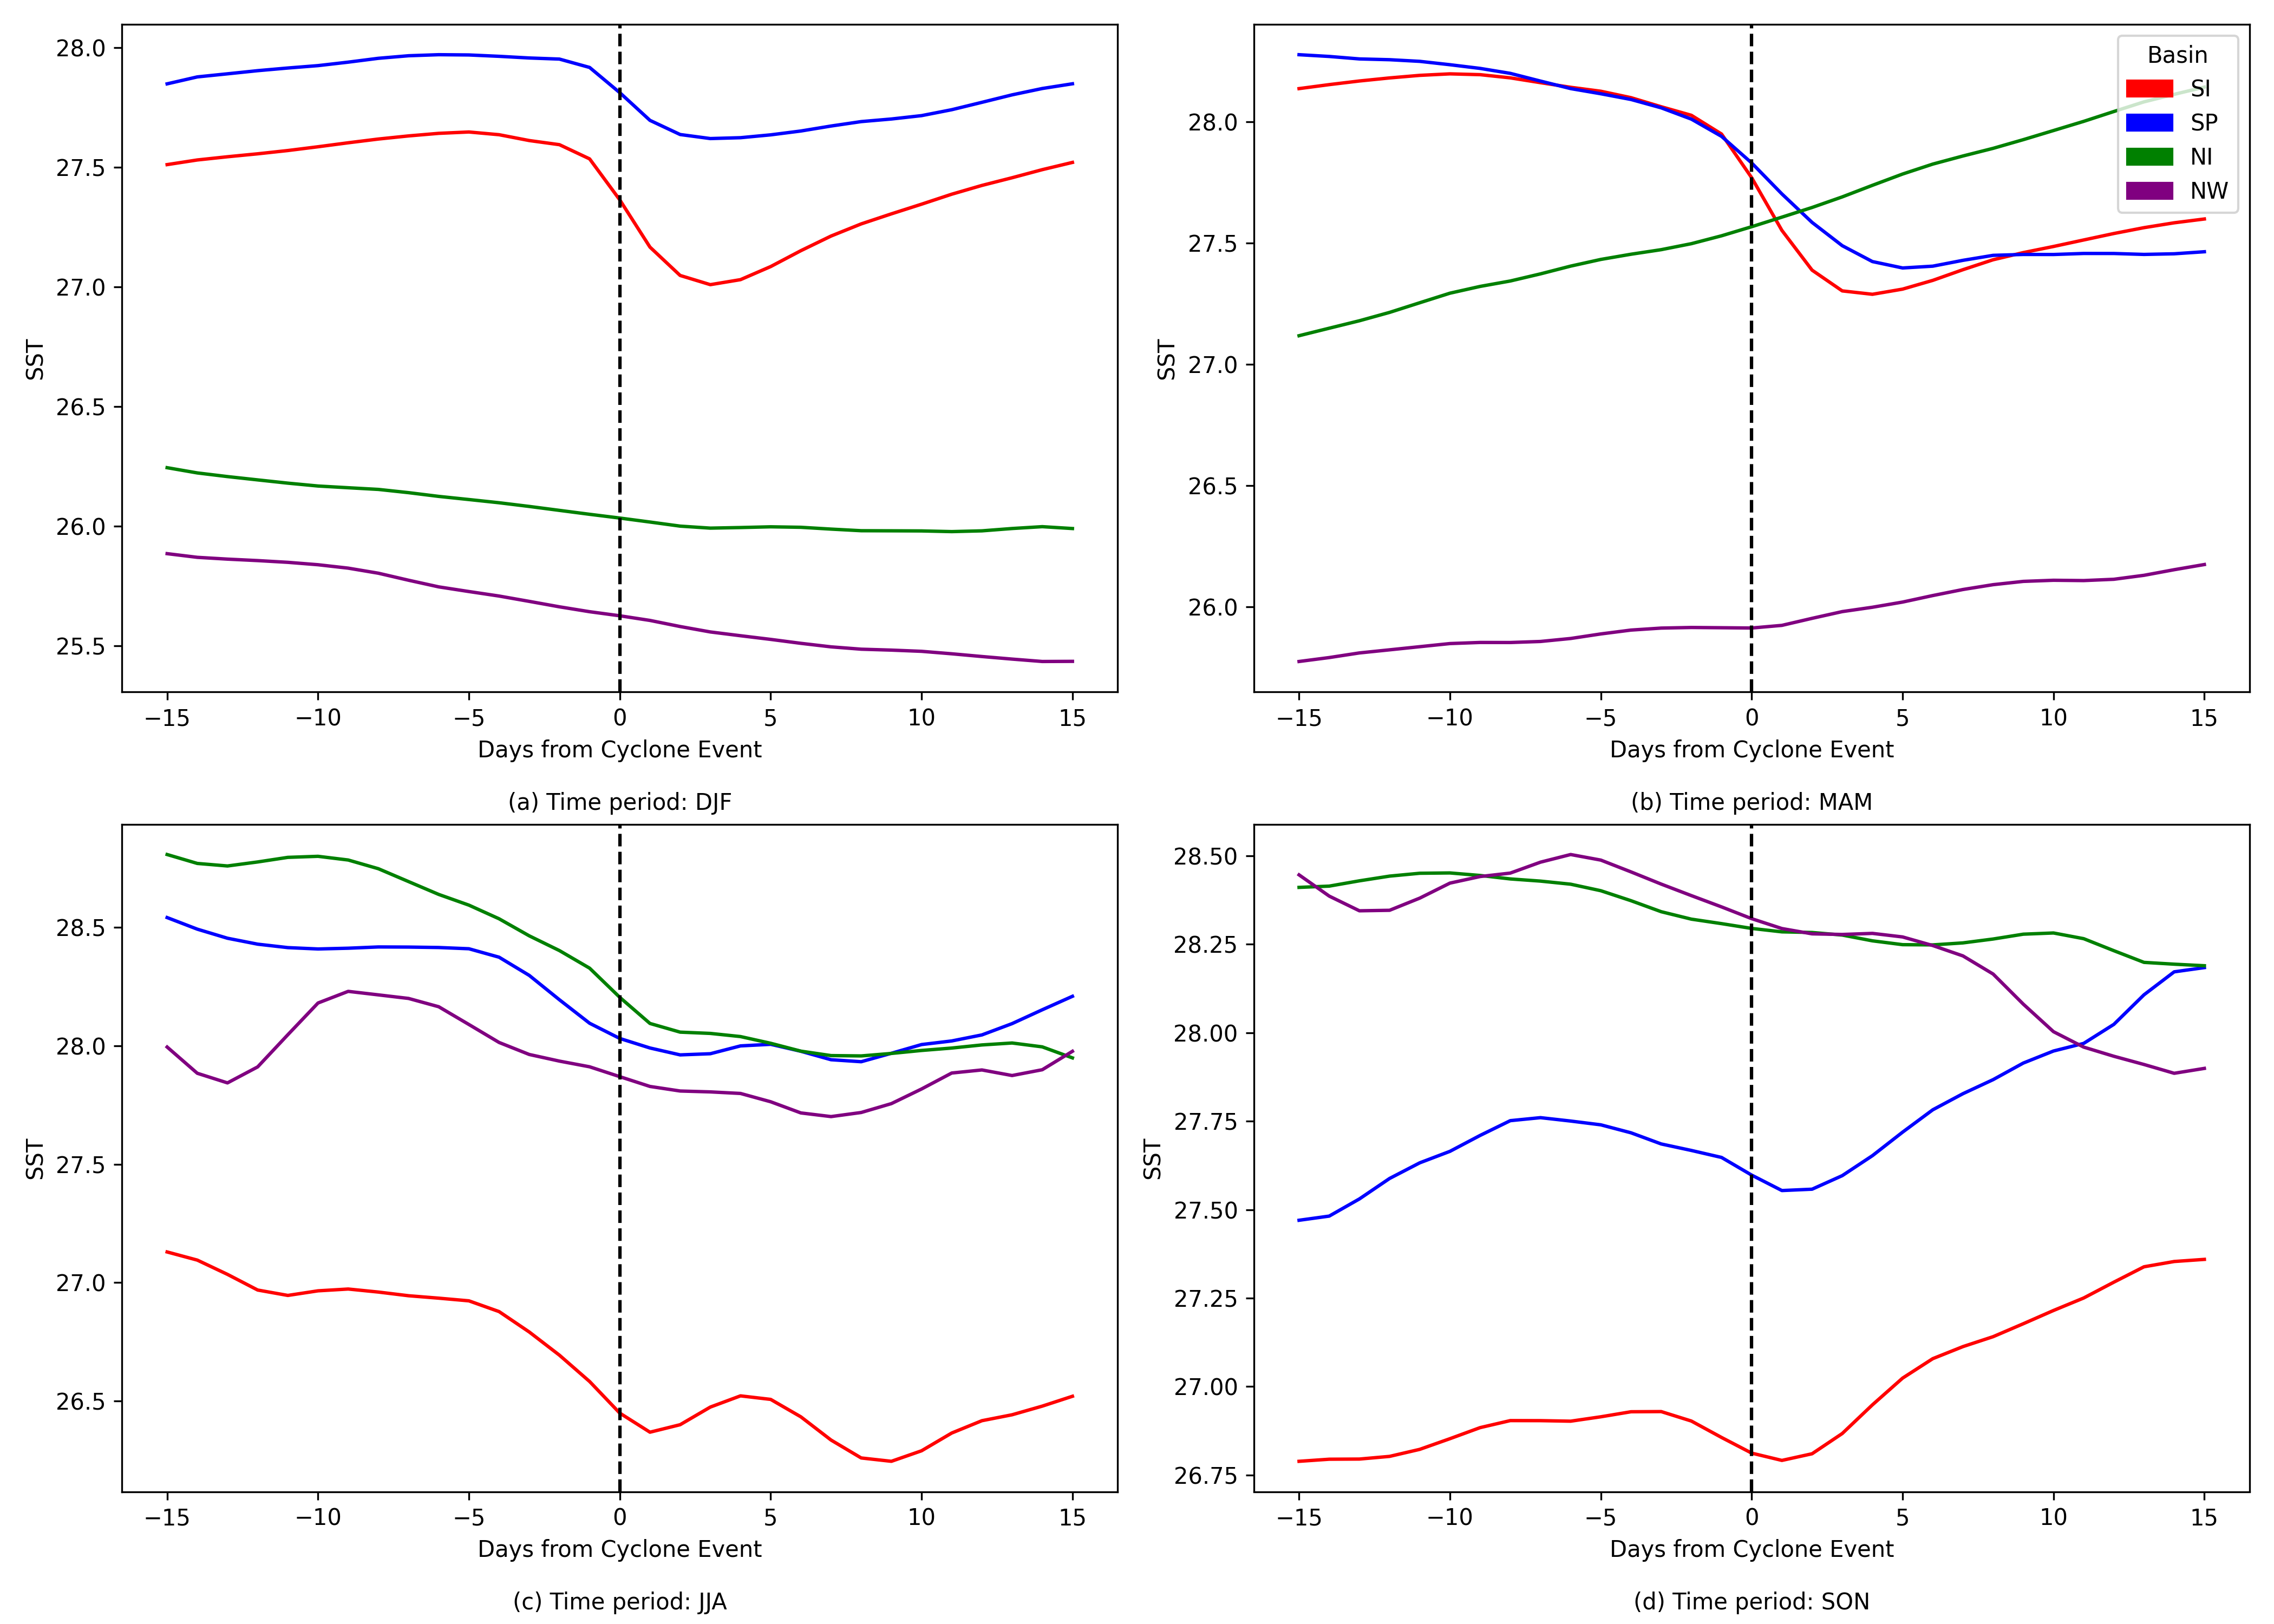 28.0
27.5
27.0
26.5
26.0
25.5
SST
−15 −10 −5 0 5 10 15
Days from Cyclone Event
(a) Time period: DJF
28.0
27.5
27.0
26.5
26.0
SST
Basin
SI
SP
NI
NW
−15 −10 −5 0 5 10 15
Days from Cyclone Event
(b) Time period: MAM
28.5
28.0
27.5
27.0
26.5
SST
−15 −10 −5 0 5 10 15
Days from Cyclone Event
(c) Time period: JJA
28.50
28.25
28.00
27.75
27.50
27.25
27.00
26.75
SST
−15 −10 −5 0 5 10 15
Days from Cyclone Event
(d) Time period: SON